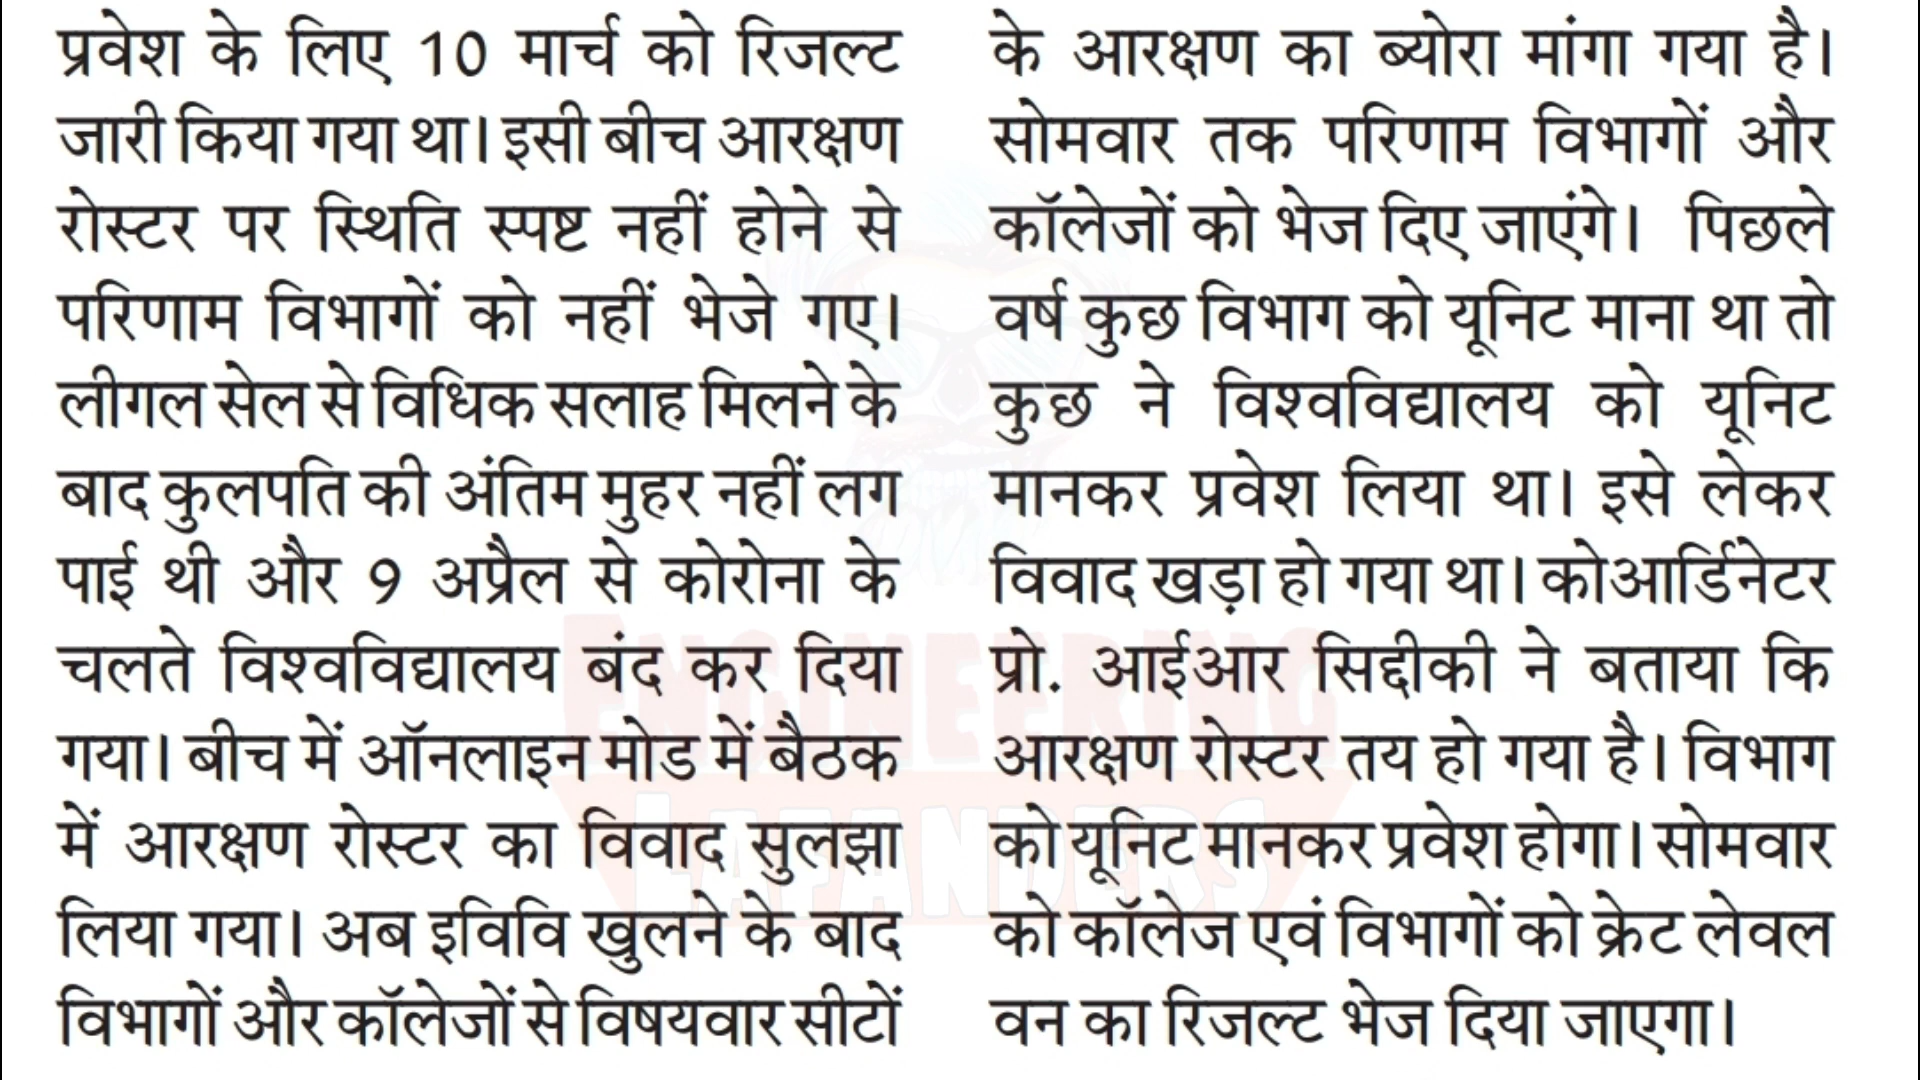 प्रवेश के लिए 10 मार्च को रिजल्ट
जारी किया गया था। इसी बीच आरक्षण
रोस्टर पर स्थिति स्पष्ट नहीं होने से
परिणाम विभागों को नहीं भेजे गए।
लीगल सेल से विधिक सलाह मिलने के
बाद कुलपति की अंतिम मुहर नहीं लग
पाई थी और 9 अप्रैल से कोरोना के
चलते विश्वविद्यालय बंद कर दिया
गया। बीच में ऑनलाइन मोड में बैठक
में आरक्षण रोस्टर का विवाद सुलझा
लिया गया। अब इविवि खुलने के बाद
विभागों और कॉलेजों से विषयवार सीटों
के आरक्षण का ब्योरा मांगा गया है।
सोमवार तक परिणाम विभागों और
कॉलेजों को भेज दिए जाएंगे। पिछले
वर्ष कुछ विभाग को यूनिट माना था तो
कुछ ने विश्वविद्यालय को यूनिट
मानकर प्रवेश लिया था। इसे लेकर
विवाद खड़ा हो गया था। कोआर्डिनेटर
प्रो. आईआर सिद्दीकी ने बताया कि
आरक्षण रोस्टर तय हो गया है। विभाग
को यूनिट मानकर प्रवेश होगा। सोमवार
को कॉलेज एवं विभागों को क्रेट लेवल
वन का रिजल्ट भेज दिया जाएगा।
ENGINEERING
LAFANDERS